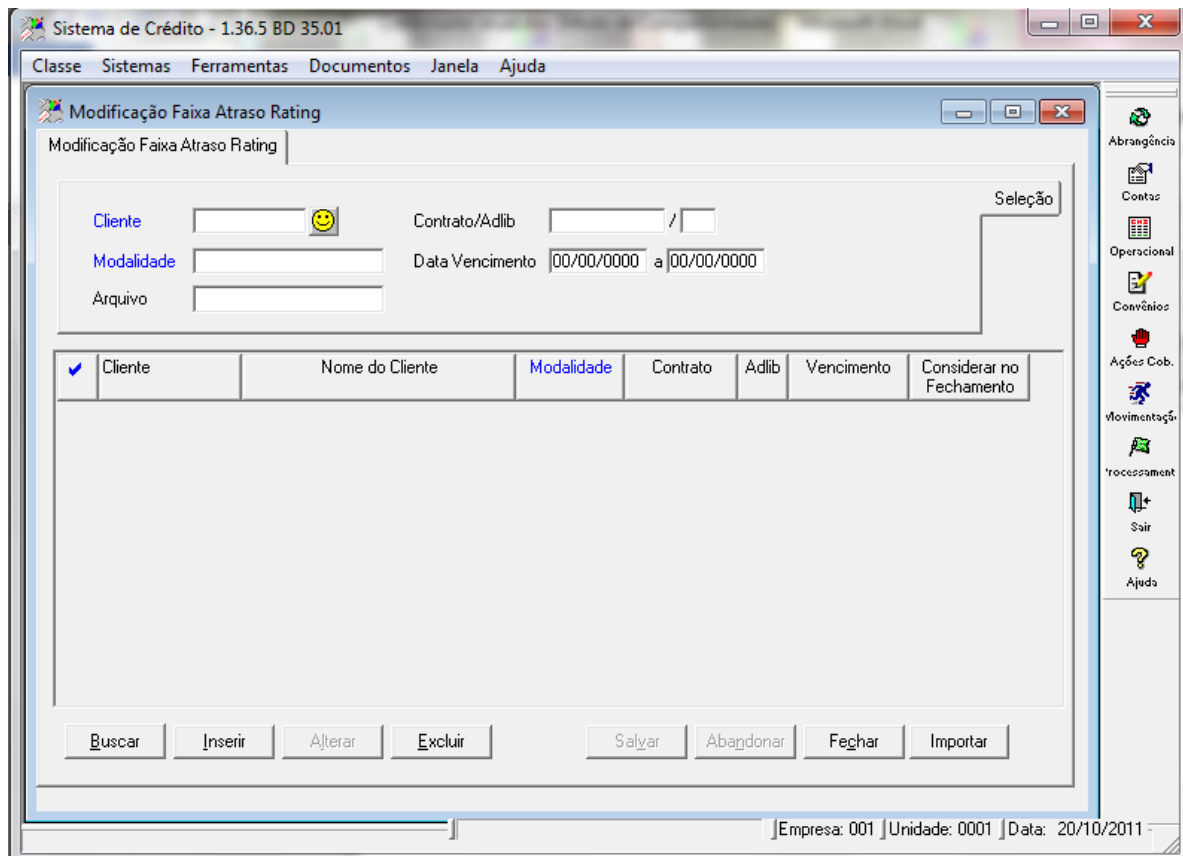 Sistema de Crédito - 1.36.5 BD 35.01
Classe Sistemas Ferramentas Documentos Janela Ajuda
Modificação Faixa Atraso Rating
Modificação Faixa Atraso Rating
Seleção
Cliente Contrato/Adlib /
Modalidade Data Vencimento 00/00/0000 a 00/00/0000
Arquivo
Cliente Nome do Cliente Modalidade Contrato Adlib Vencimento Considerar no
Fechamento
Buscar Inserir Alterar Excluir Salvar Abandonar Fechar Importar
Abrangência
Contas
Operacional
Convênios
Ações Cob.
Movimentaçã
rocessament
Sair
Ajuda
Empresa: 001 Unidade: 0001 Data: 20/10/2011